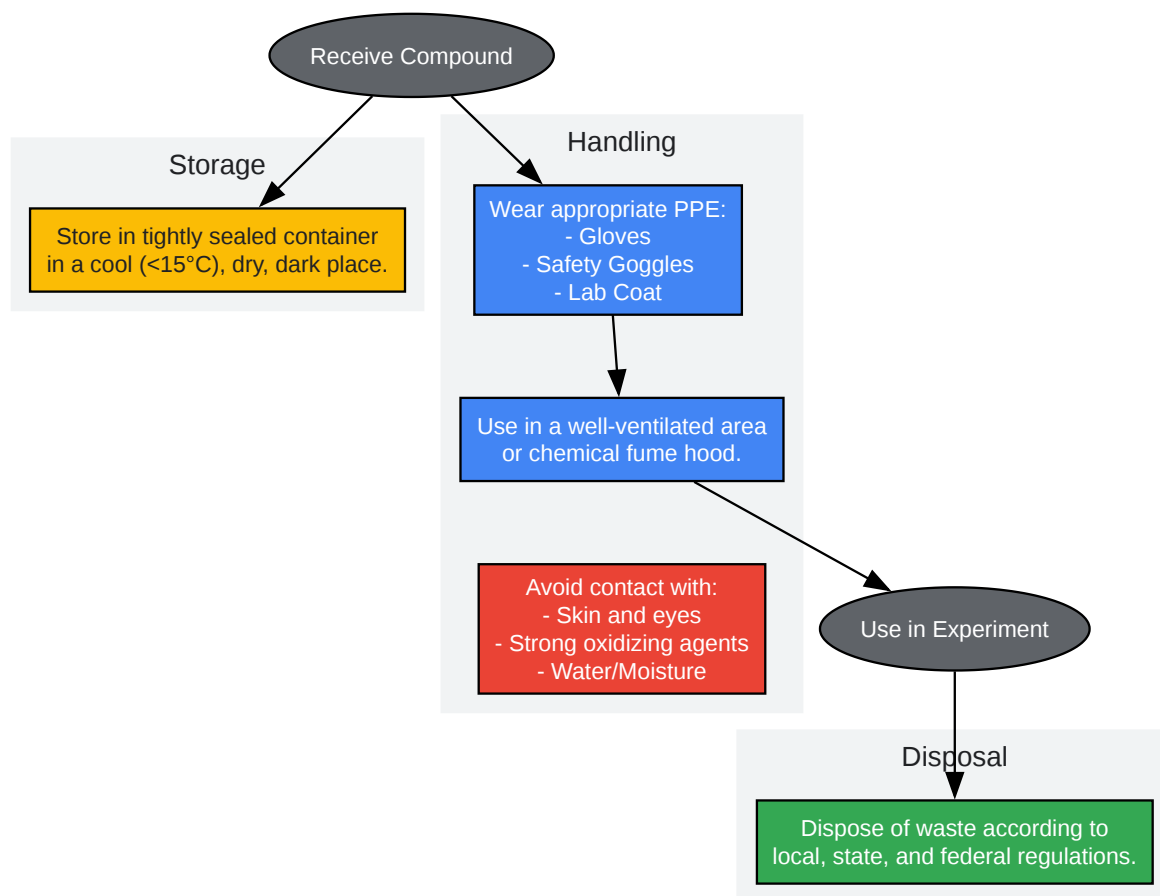 Receive Compound
Storage
Store in tightly sealed container
in a cool (<15°C), dry, dark place.
Handling
Wear appropriate PPE:
- Gloves
- Safety Goggles
- Lab Coat
Use in a well-ventilated area
or chemical fume hood.
Avoid contact with:
- Skin and eyes
- Strong oxidizing agents
- Water/Moisture
Use in Experiment
Disposal
Dispose of waste according to
local, state, and federal regulations.